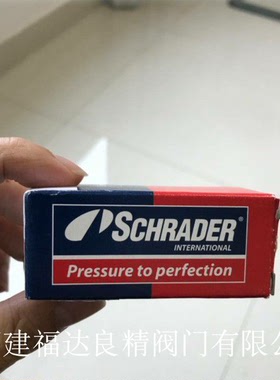 SCHRADER®
INTERNATIONAL
Pressure to perfection
建福达良精阀门有限公